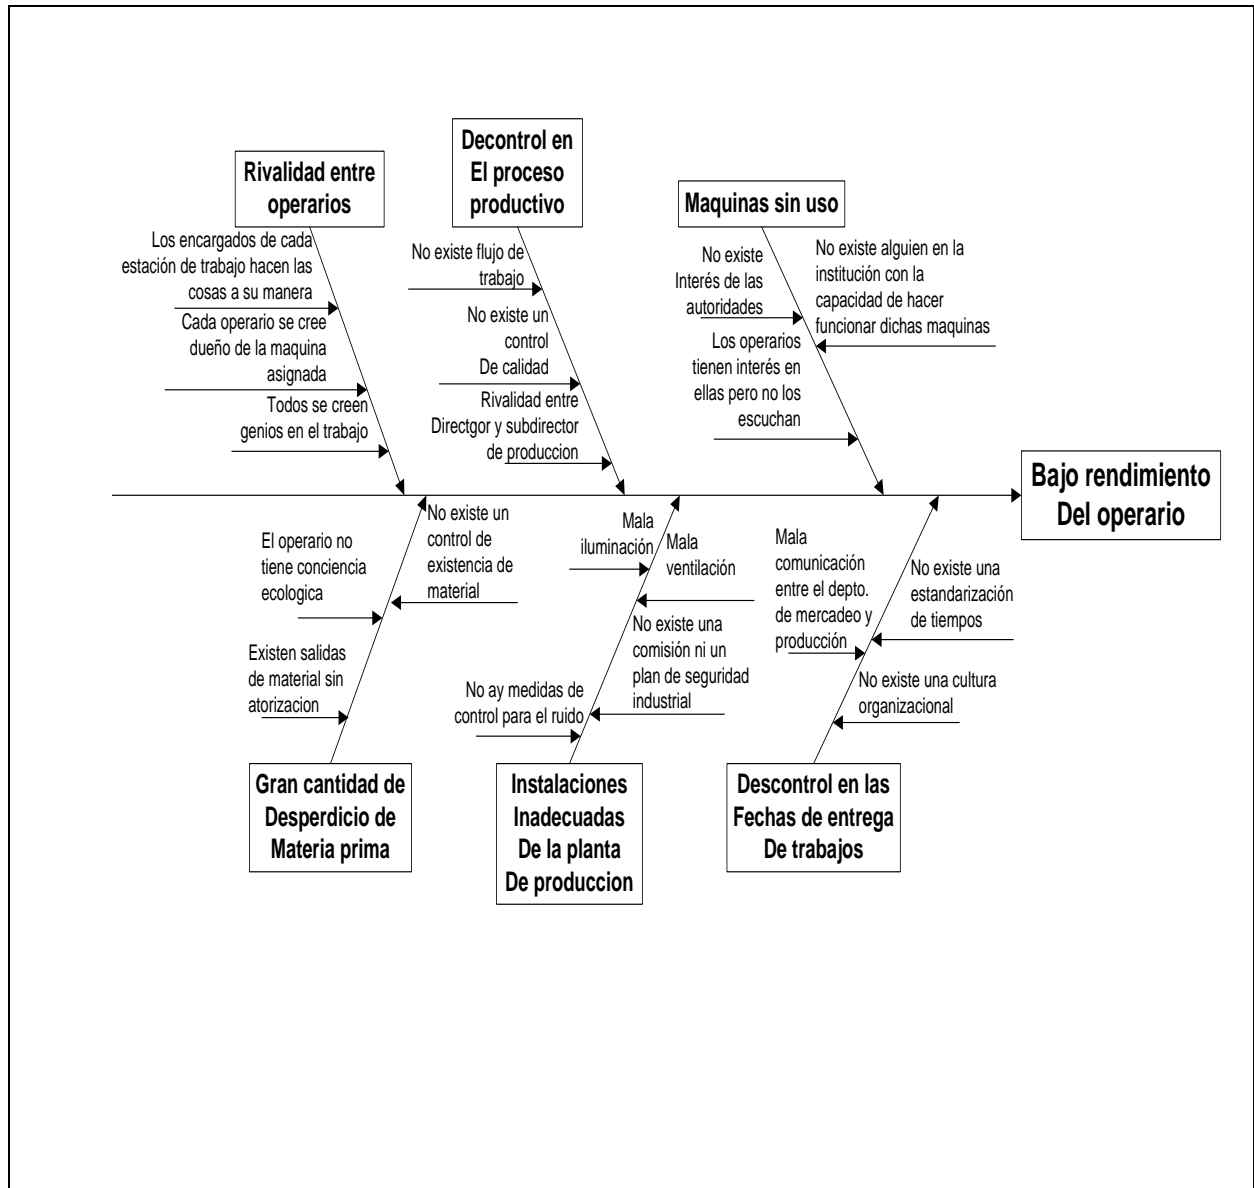 Rivalidad entre
operarios
Los encargados de cada
estación de trabajo hacen las
cosas a su manera
Cada operario se cree
dueño de la maquina
asignada
Todos se creen
genios en el trabajo
Decontrol en
El proceso
productivo
No existe flujo de
trabajo
No existe un
control
De calidad
Rivalidad entre
Directgor y subdirector
de produccion
Maquinas sin uso
No existe
Interés de las
autoridades
No existe alguien en la
institución con la
capacidad de hacer
funcionar dichas maquinas
Los operarios
tienen interés en
ellas pero no los
escuchan
Bajo rendimiento
Del operario
El operario no
tiene conciencia
ecologica
No existe un
control de
existencia de
material
Existen salidas
de material sin
atorizacion
Gran cantidad de
Desperdicio de
Materia prima
Mala
iluminación
Mala
ventilación
No existe una
comisión ni un
plan de seguridad
industrial
No ay medidas de
control para el ruido
Instalaciones
Inadecuadas
De la planta
De produccion
Mala
comunicación
entre el depto.
de mercadeo y
producción
No existe una
estandarización
de tiempos
No existe una cultura
organizacional
Descontrol en las
Fechas de entrega
De trabajos